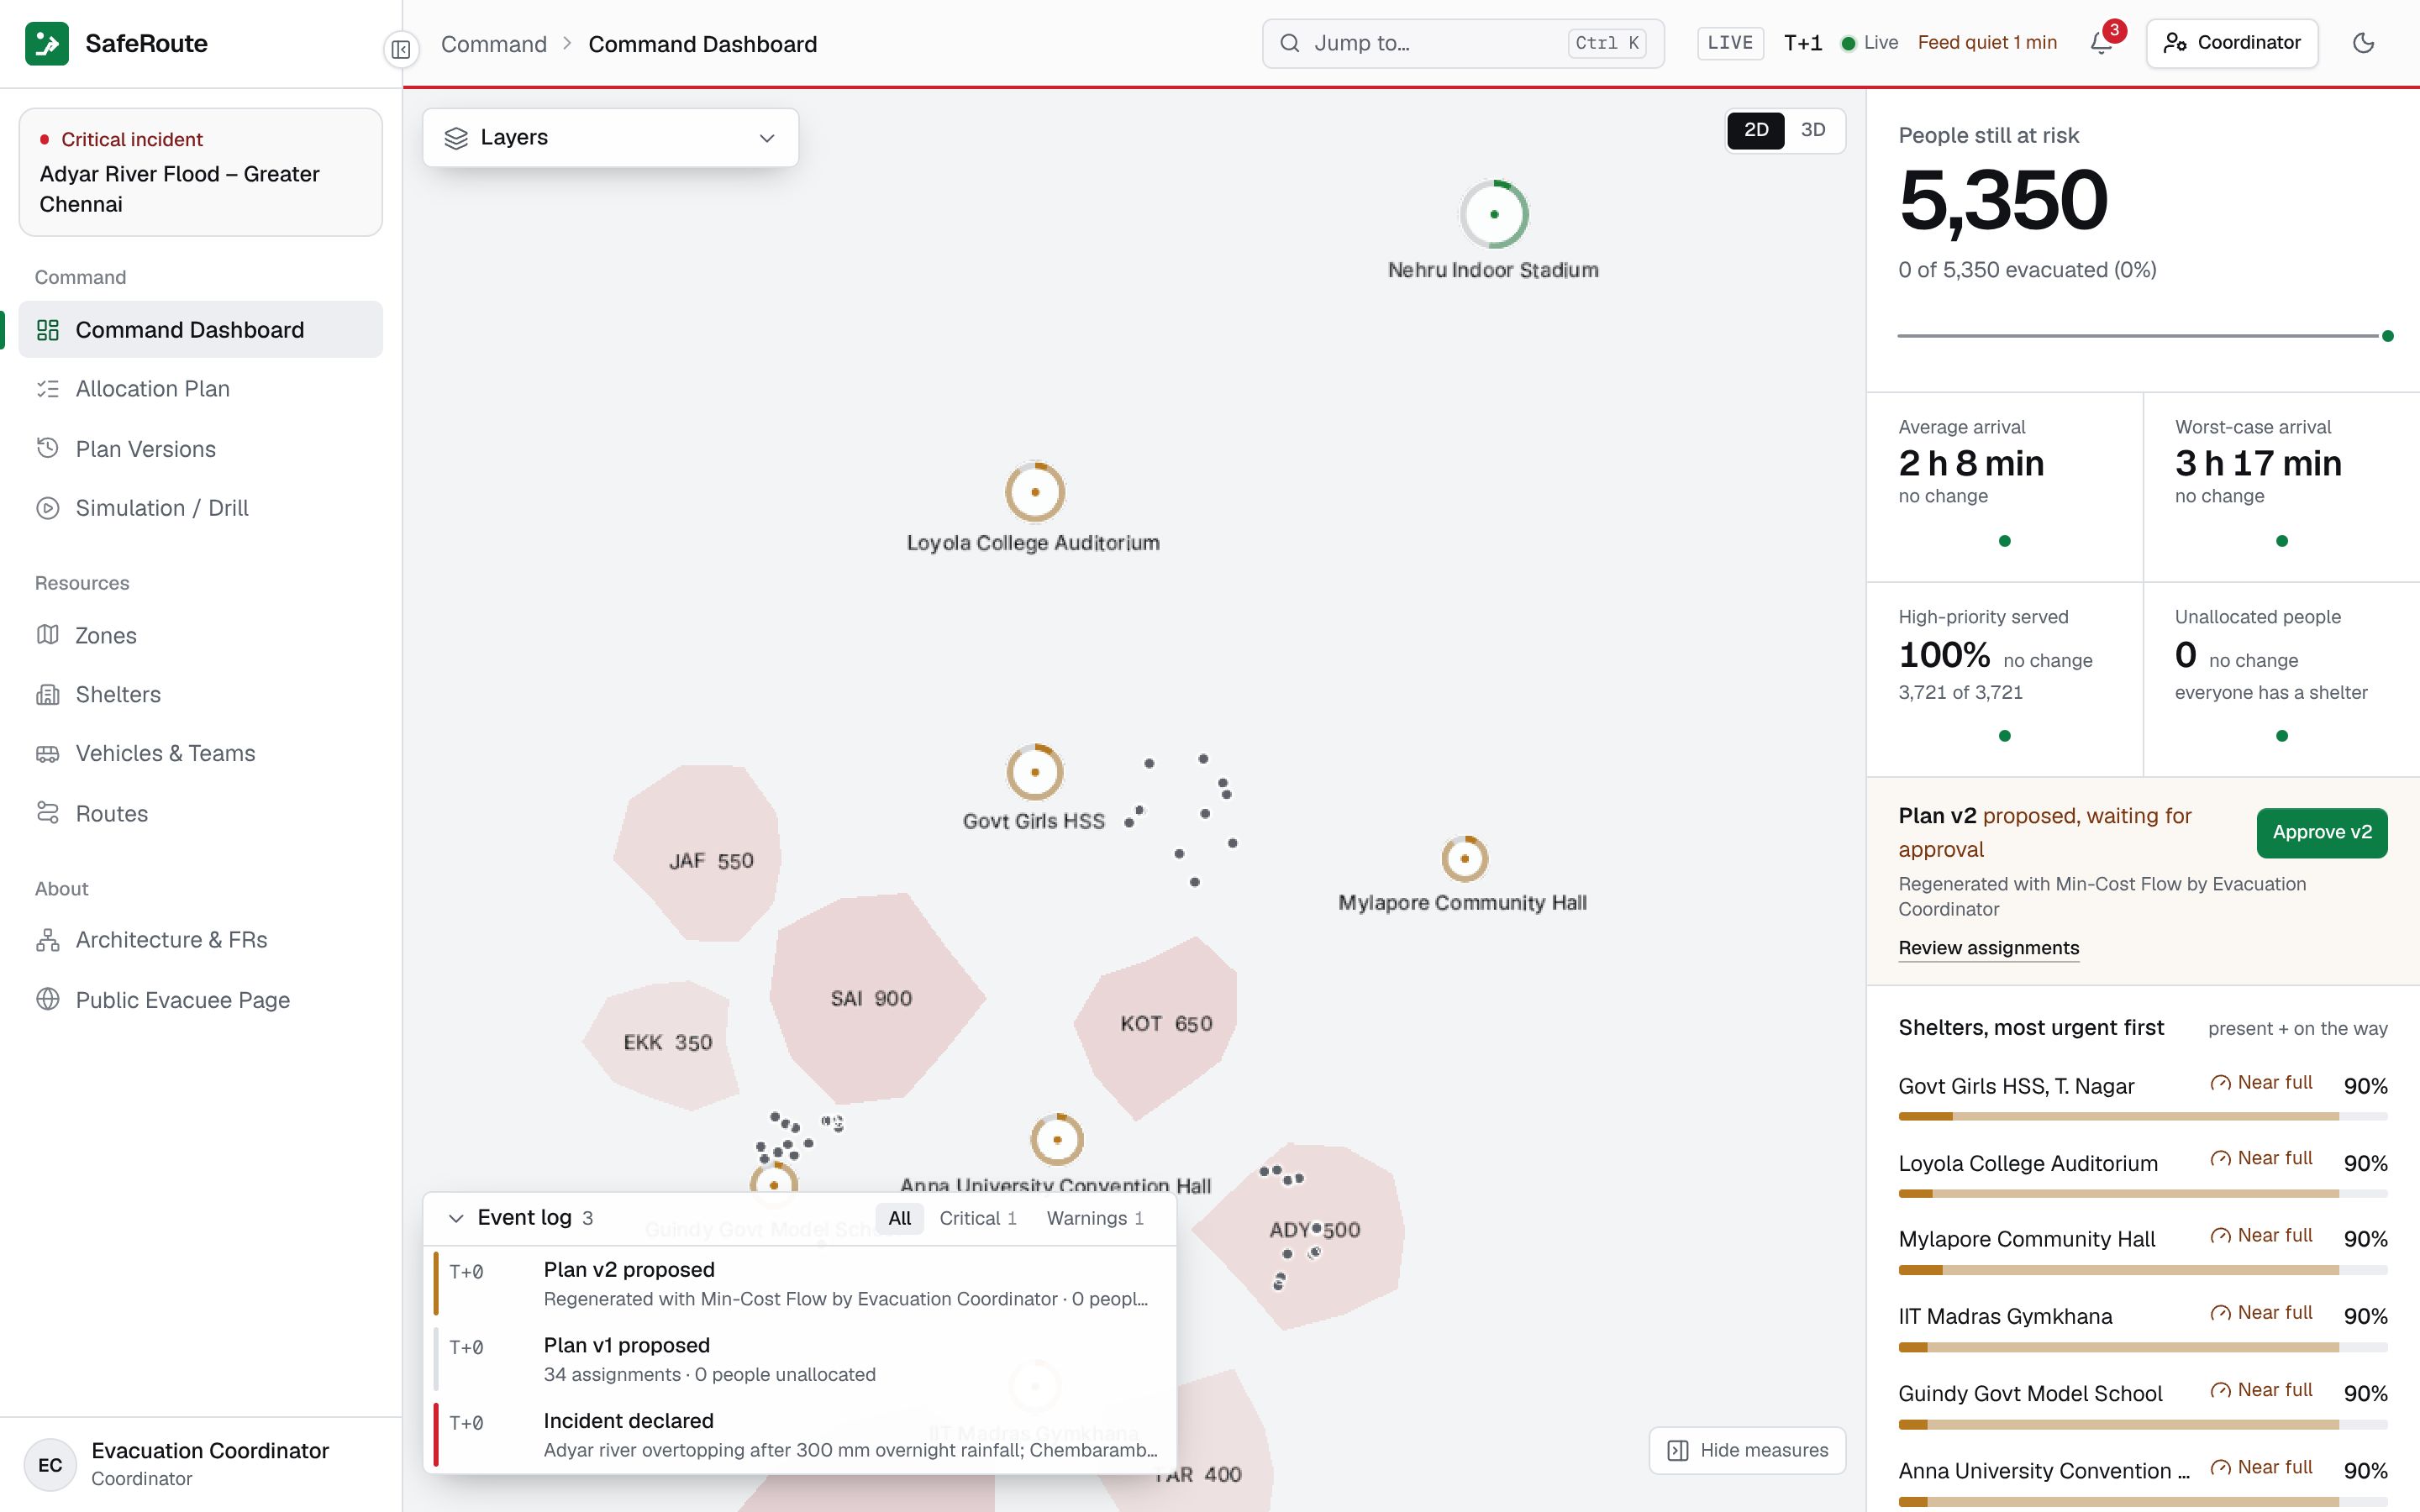 SafeRoute
Critical incident
Adyar River Flood – Greater
Chennai
Command
Command Dashboard
Allocation Plan
Plan Versions
Simulation / Drill
Resources
Zones
Shelters
Vehicles & Teams
Routes
About
Architecture & FRs
Public Evacuee Page
EC
Evacuation Coordinator
Coordinator
Command > Command Dashboard
Jump to... Ctrl K
LIVE T+1 Live Feed quiet 1 min 3 Coordinator
Layers
2D 3D
Nehru Indoor Stadium
Loyola College Auditorium
Govt Girls HSS
Mylapore Community Hall
JAF 550
SAI 900
KOT 650
EKK 350
Anna University Convention Hall
ADY 500
Guindy Govt Model Scho
IIT Madras Gymkhana
AR 400
Event log 3 All Critical 1 Warnings 1
T+0 Plan v2 proposed
Regenerated with Min-Cost Flow by Evacuation Coordinator · 0 peopl...
T+0 Plan v1 proposed
34 assignments · 0 people unallocated
T+0 Incident declared
Adyar river overtopping after 300 mm overnight rainfall; Chembaramb...
Hide measures
People still at risk
5,350
0 of 5,350 evacuated (0%)
Average arrival
2 h 8 min
no change
Worst-case arrival
3 h 17 min
no change
High-priority served
100% no change
3,721 of 3,721
Unallocated people
0 no change
everyone has a shelter
Plan v2 proposed, waiting for
approval
Approve v2
Regenerated with Min-Cost Flow by Evacuation
Coordinator
Review assignments
Shelters, most urgent first present + on the way
Govt Girls HSS, T. Nagar Near full 90%
Loyola College Auditorium Near full 90%
Mylapore Community Hall Near full 90%
IIT Madras Gymkhana Near full 90%
Guindy Govt Model School Near full 90%
Anna University Convention ... Near full 90%